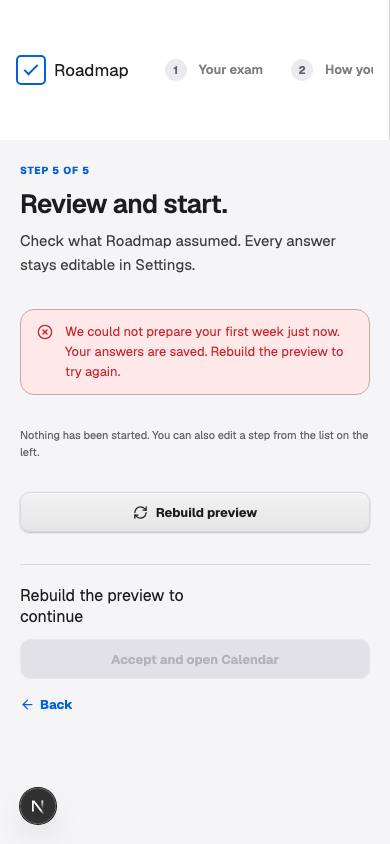 Roadmap
1 Your exam
2 How you
STEP 5 OF 5
Review and start.
Check what Roadmap assumed. Every answer
stays editable in Settings.
We could not prepare your first week just now.
Your answers are saved. Rebuild the preview to
try again.
Nothing has been started. You can also edit a step from the list on the
left.
Rebuild preview
Rebuild the preview to
continue
Accept and open Calendar
Back
N